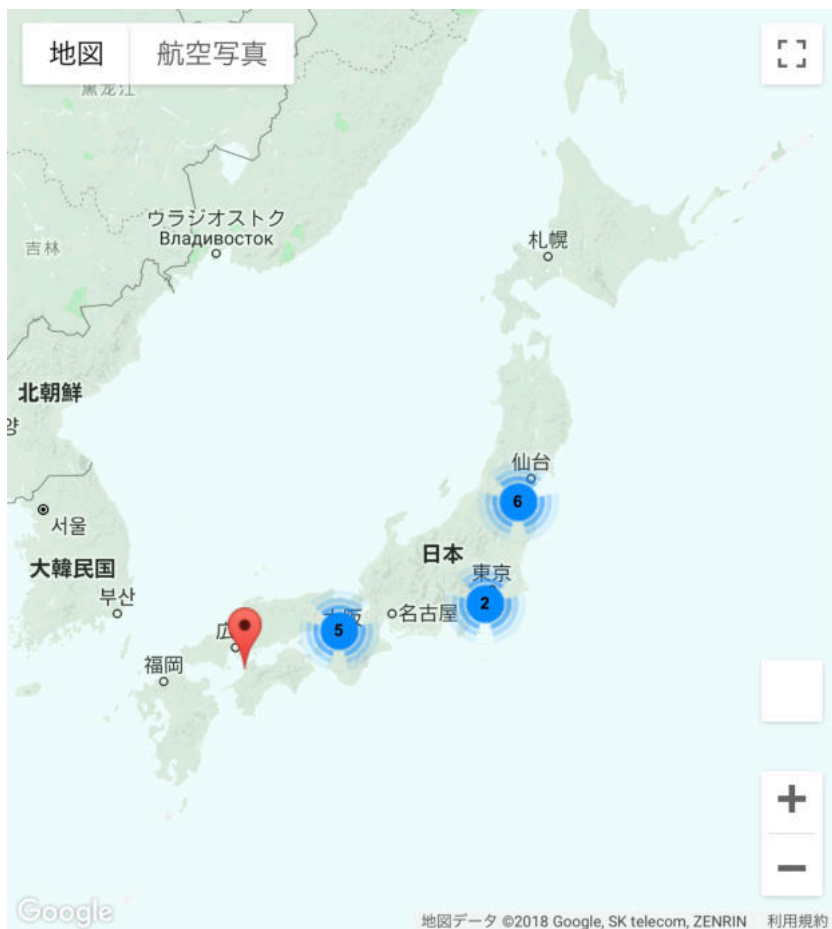 地図
航空写真
黒龙江
ウラジオストク
Владивосток
吉林
札幌
北朝鮮
양
仙台
6
서울
日本
大韓民国
東京
부산
2
名古屋
5
福岡
Google
地図データ ©2018 Google, SK telecom, ZENRIN
利用規約